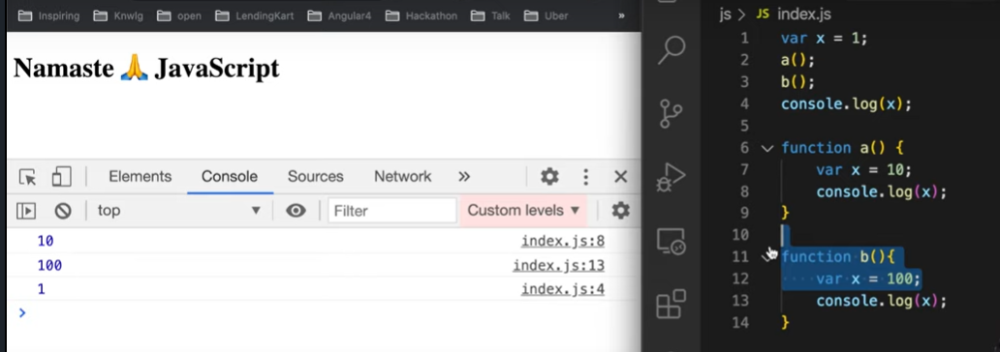 Inspiring Knwlg open LendingKart Angular4 Hackathon Talk Uber »
Namaste 🙏 JavaScript
Elements Console Sources Network »
top Filter Custom levels
10 index.js:8
100 index.js:13
1 index.js:4
>
js > JS index.js
1 var x = 1;
2 a();
3 b();
4 console.log(x);
5
6 function a() {
7 var x = 10;
8 console.log(x);
9 }
10
11 function b(){
12 var x = 100;
13 console.log(x);
14 }